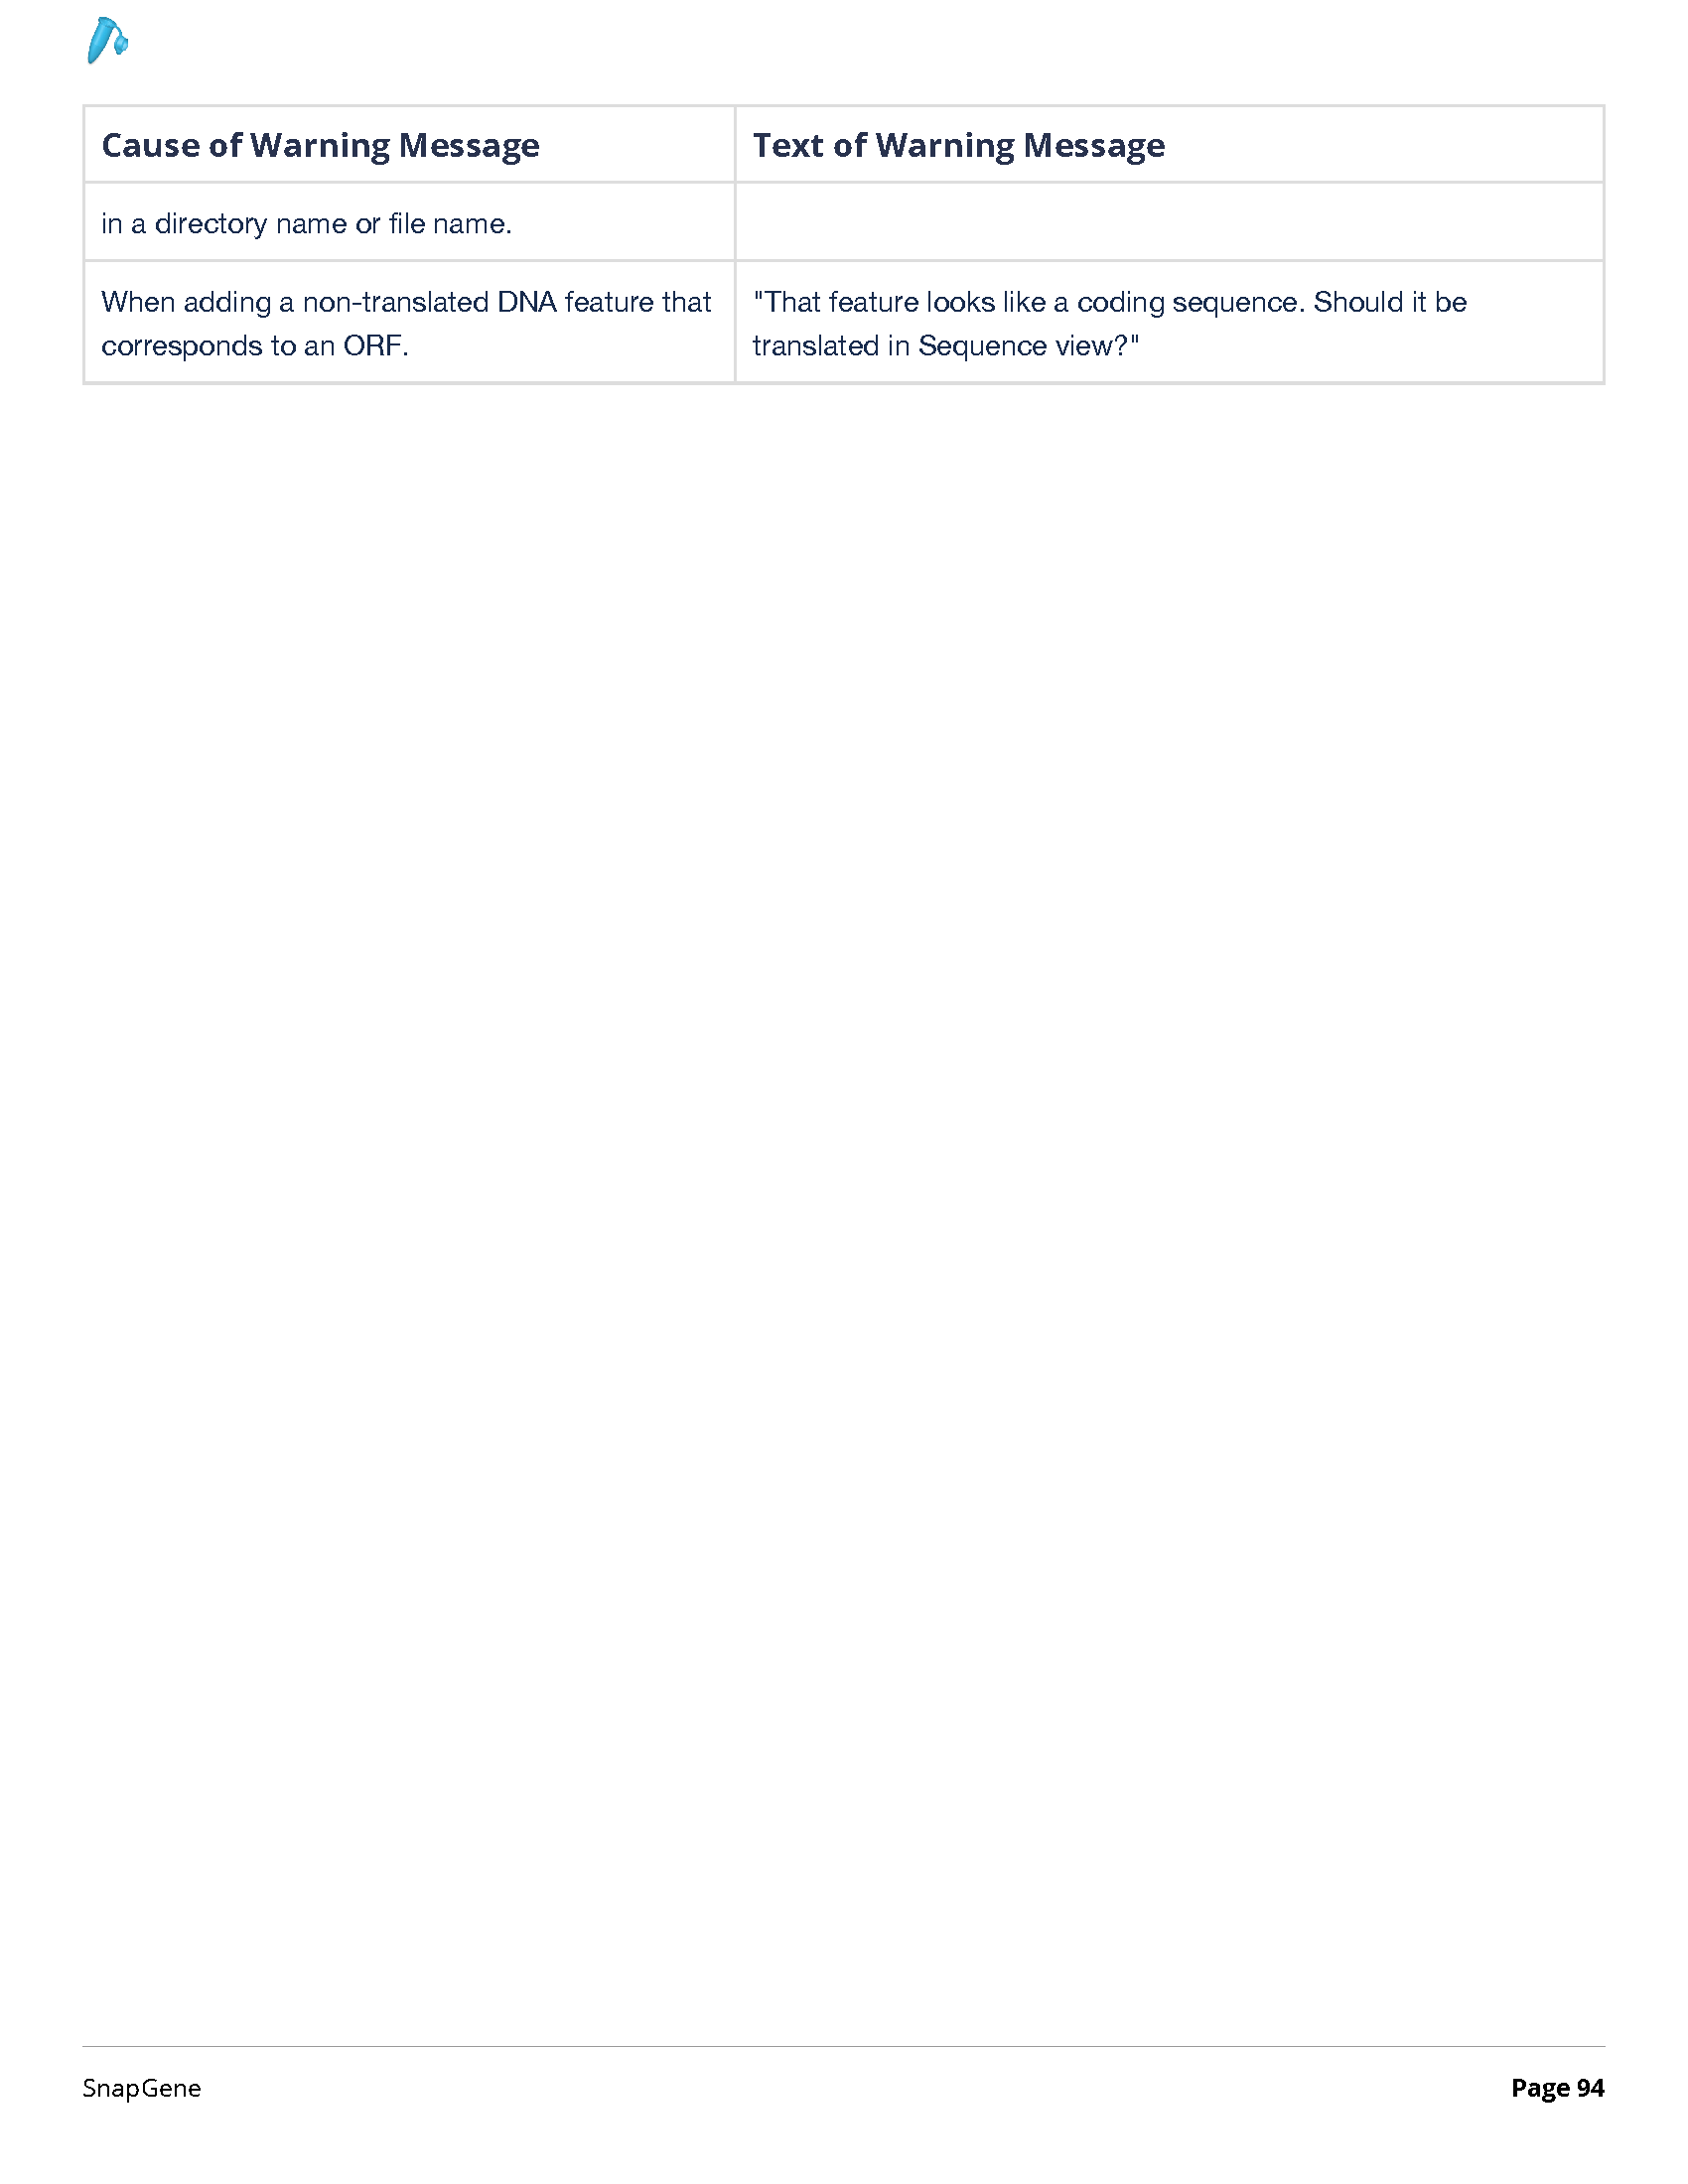 Cause of Warning Message
Text of Warning Message
in a directory name or file name.
When adding a non-translated DNA feature that
corresponds to an ORF.
"That feature looks like a coding sequence. Should it be
translated in Sequence view?"
SnapGene
Page 94